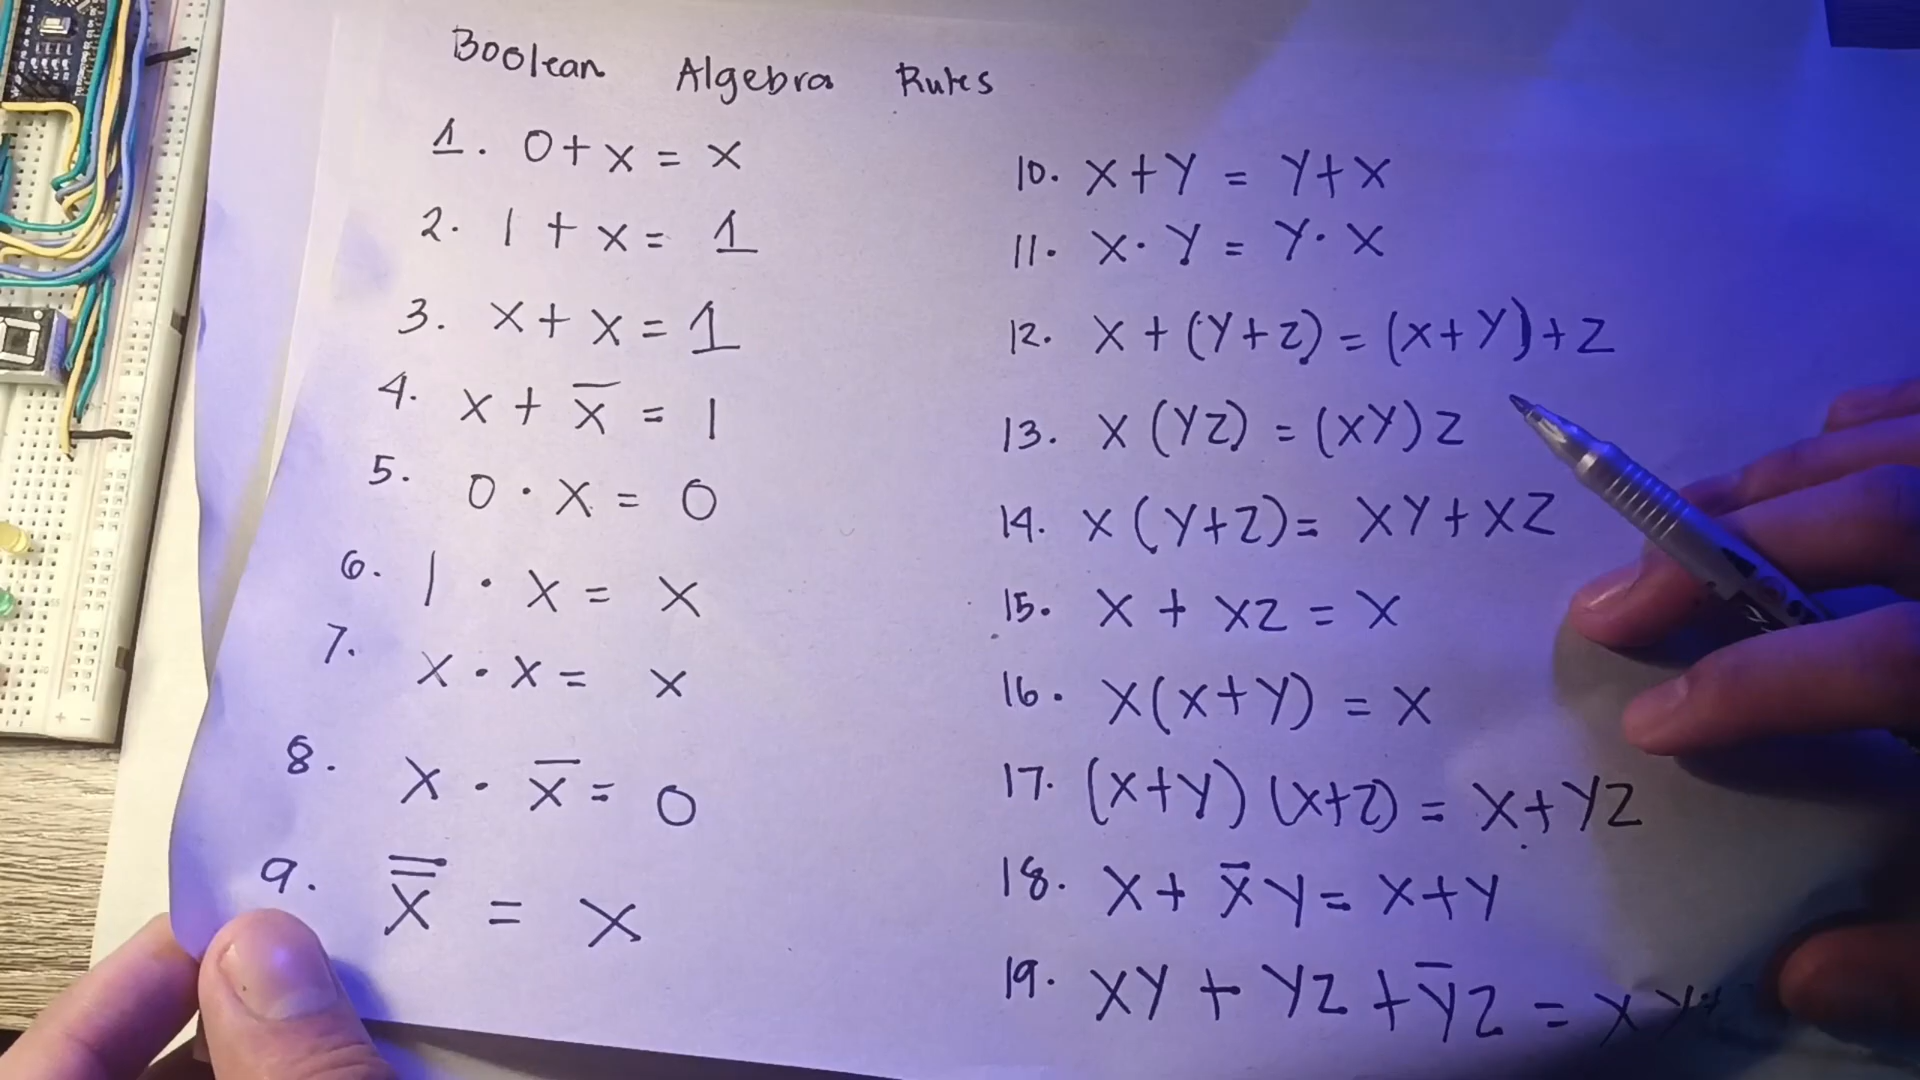 Boolean Algebra Rules
1. 0 + x = x
2. 1 + x = 1
3. x + x = 1
4. x + x̅ = 1
5. 0 · x = 0
6. 1 · x = x
7. x · x = x
8. x · x̅ = 0
9. x̿ = x
10. X + Y = Y + X
11. X · Y = Y · X
12. X + (Y + Z) = (X + Y) + Z
13. X (YZ) = (XY) Z
14. X (Y + Z) = XY + XZ
15. X + XZ = X
16. X (X + Y) = X
17. (X + Y) (X + Z) = X + YZ
18. X + X̅ Y = X + Y
19. XY + YZ + Y̅Z = XY +